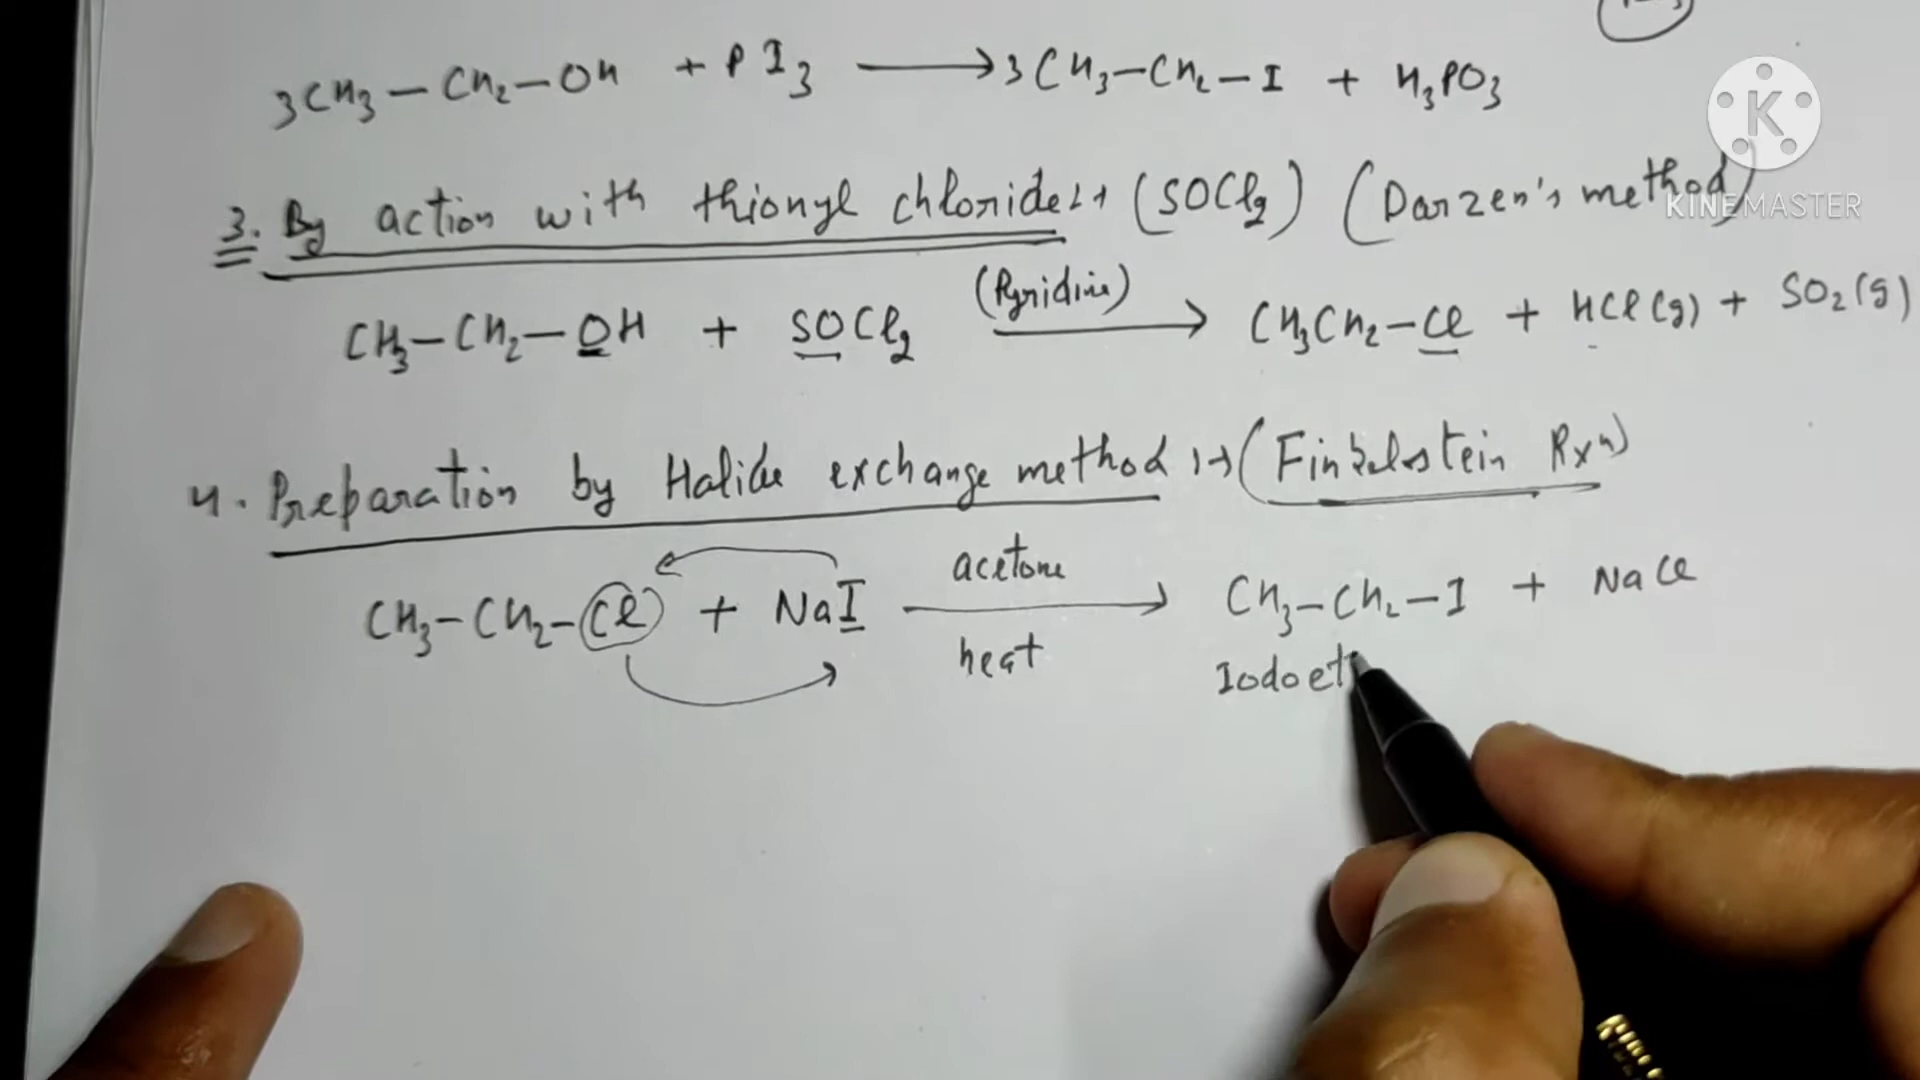 3CH3-CH2-OH + PI3 ⟶ 3CH3-CH2-I + H3PO3
K
KINEMASTER
3. By action with thionyl chloride :→ (SOCl2) (Darzen's method)
CH3-CH2-OH + SOCl2 (Pyridine) ⟶ CH3CH2-Cl + HCl(g) + SO2(g)
4. Preparation by Halide exchange method :→ (Finkelstein Rxn)
CH3-CH2-Cl + NaI acetone ⟶ heat CH3-CH2-I + NaCl
Iodoet